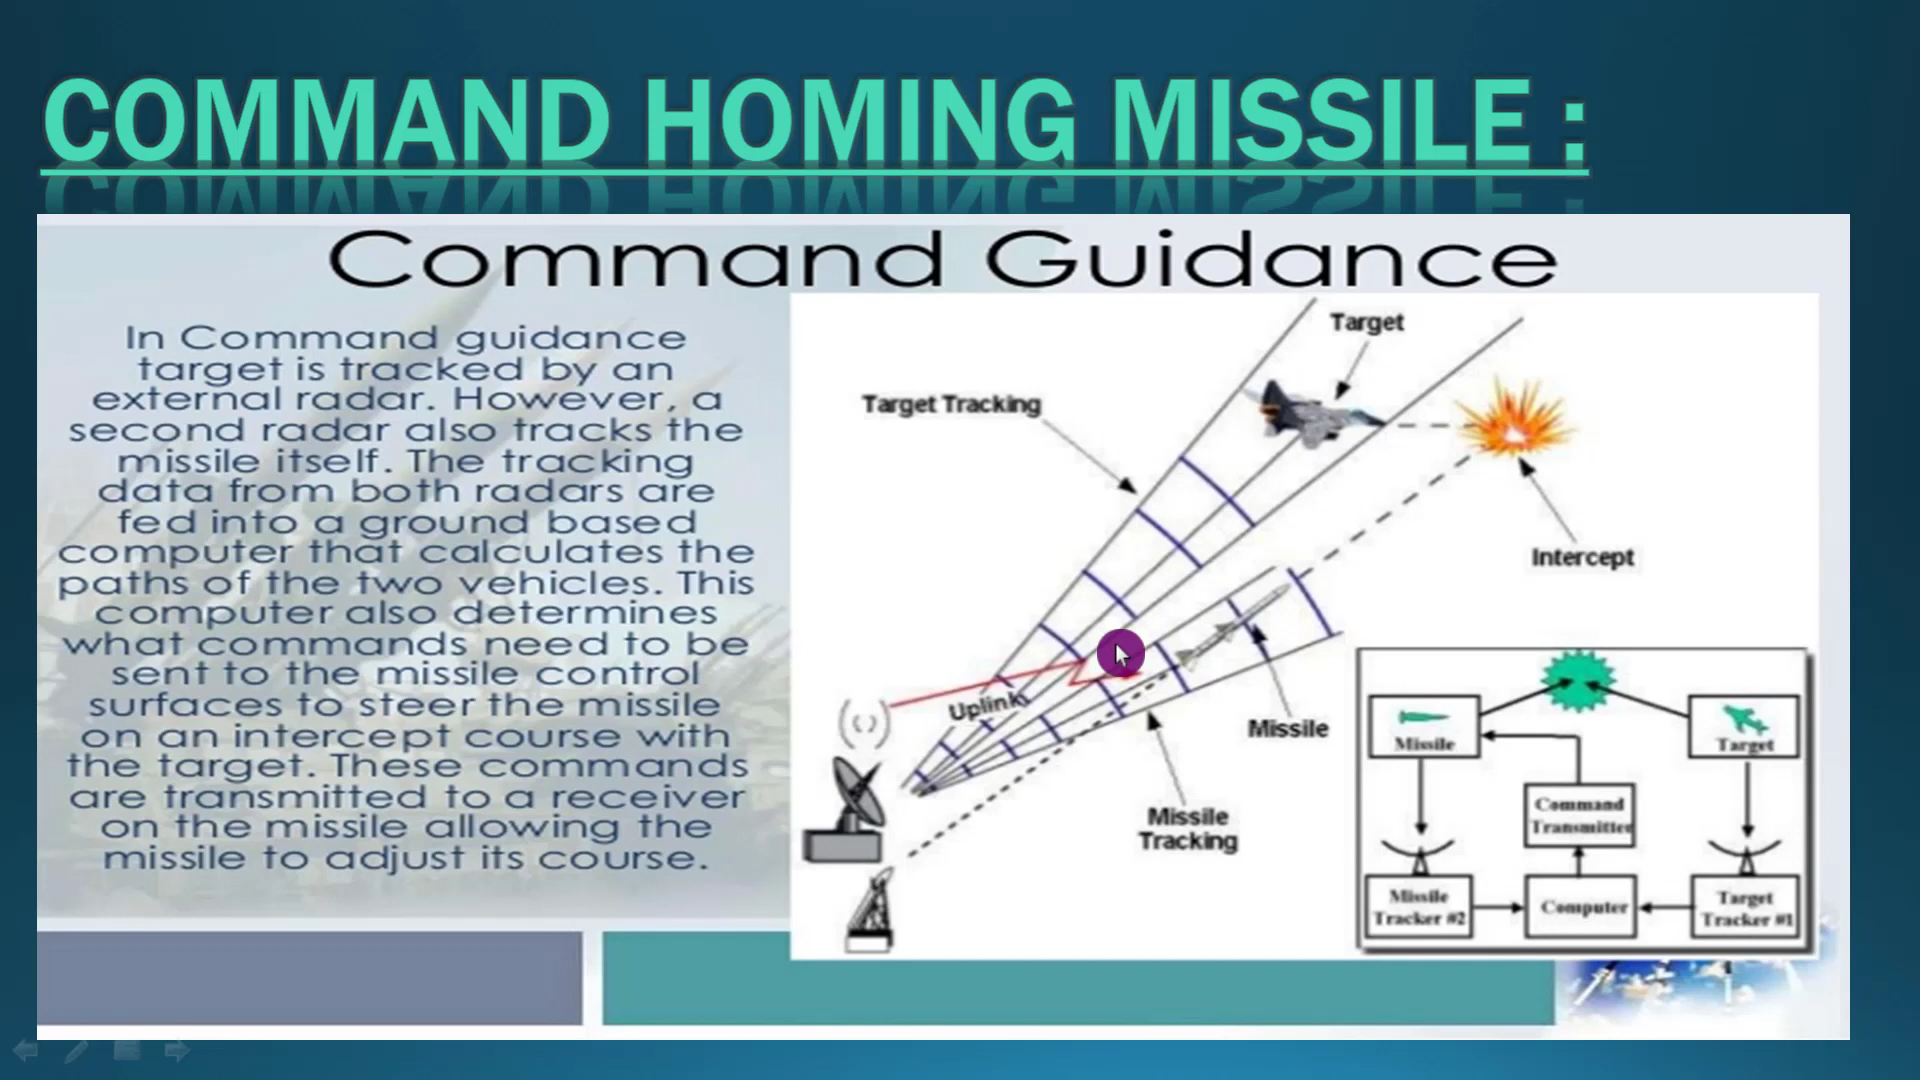 COMMAND HOMING MISSILE :
Command Guidance
In Command guidance
target is tracked by an
external radar. However, a
second radar also tracks the
missile itself. The tracking
data from both radars are
fed into a ground based
computer that calculates the
paths of the two vehicles. This
computer also determines
what commands need to be
sent to the missile control
surfaces to steer the missile
on an intercept course with
the target. These commands
are transmitted to a receiver
on the missile allowing the
missile to adjust its course.
Target
Target Tracking
Intercept
Uplink
Missile
Missile
Tracking
Missile
Target
Command
Transmitter
Missile
Tracker #2
Computer
Target
Tracker #1